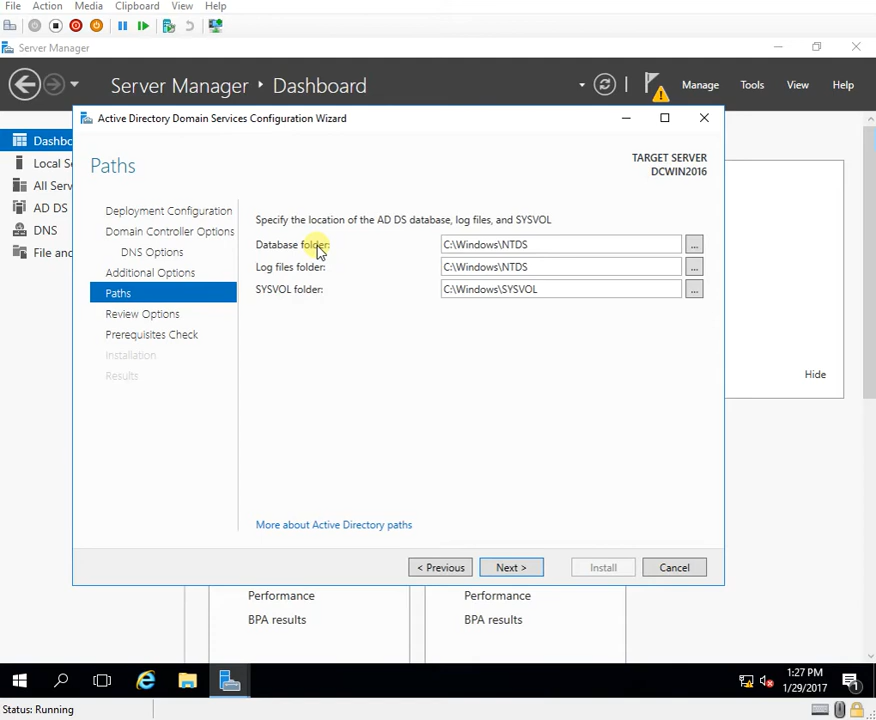 File Action Media Clipboard View Help
Server Manager
Server Manager Dashboard Manage Tools View Help
Active Directory Domain Services Configuration Wizard
Paths
TARGET SERVER
DCWIN2016
Dashbo
Local Se
All Serv
AD DS
DNS
File and
Deployment Configuration
Domain Controller Options
DNS Options
Additional Options
Paths
Review Options
Prerequisites Check
Installation
Results
Specify the location of the AD DS database, log files, and SYSVOL
Database folder: C:\Windows\NTDS ...
Log files folder: C:\Windows\NTDS ...
SYSVOL folder: C:\Windows\SYSVOL ...
Hide
More about Active Directory paths
< Previous Next > Install Cancel
Performance Performance
BPA results BPA results
1:27 PM
1/29/2017
1
Status: Running